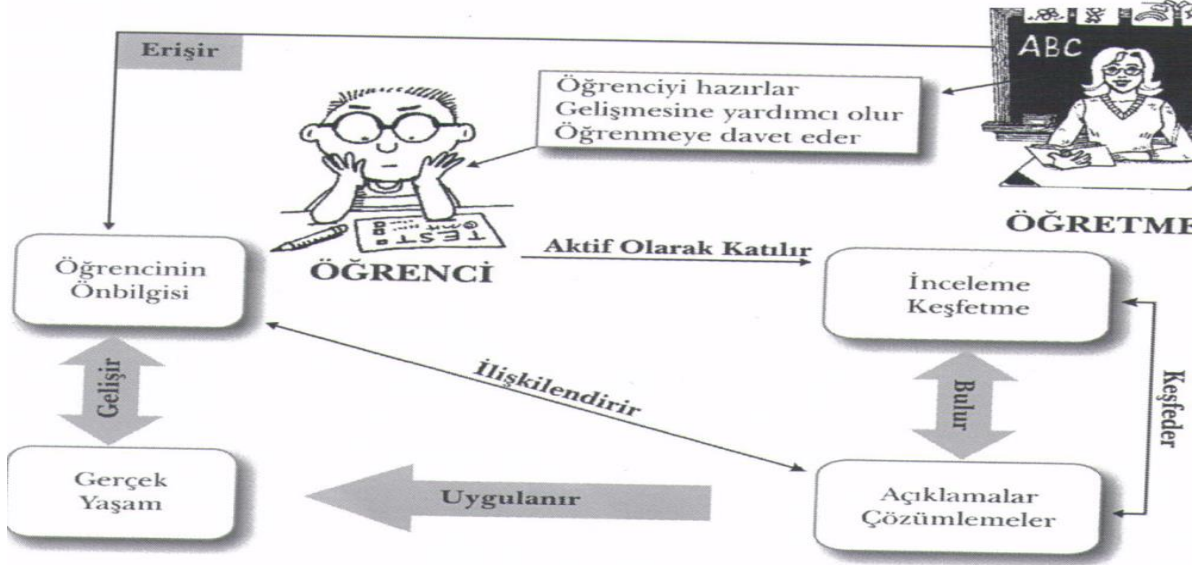 Erişir
ABC
Öğrenciyi hazırlar
Gelişmesine yardımcı olur
Öğrenmeye davet eder
TEST
ÖĞRETME
ÖĞRENCİ
Aktif Olarak Katılır
Öğrencinin
Önbilgisi
İnceleme
Keşfetme
Gelişir
İlişkilendirir
Bulur
Keşfeder
Gerçek
Yaşam
Uygulanır
Açıklamalar
Çözümlemeler